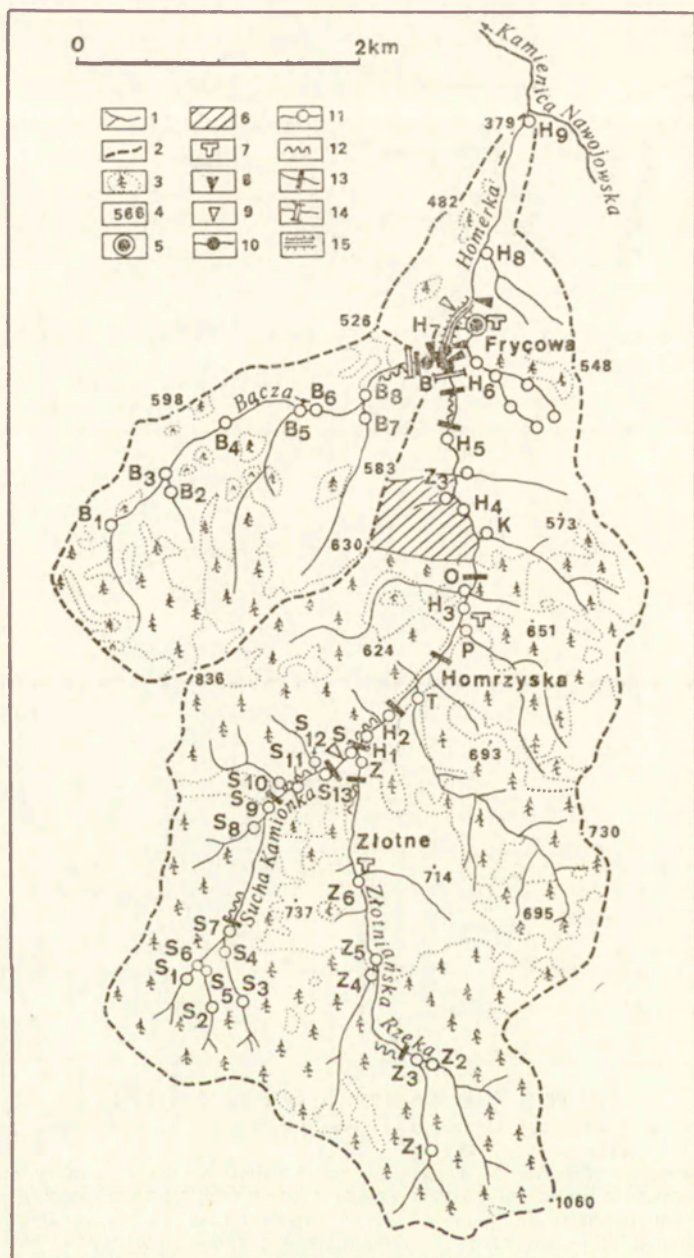 0 2km
Kamienica Nawojowska
1 6 11
2 7 12
3 8 13
566 4 9 14
5 10 15
379 H9
482
Homerka
H8
526
H7
Frycowa
548
B H6
598 Bącza B6 B8
B5
B4 B7
H5
B3 583
B2 Z3
H4
B1 K 573
630
O
H3
651
624 P
Homrzyska
836
T
S12 S H2
S11 H1 693
S10 Z
S13
S9
S8 Sucha Kamionka
Złotne 730
714
Z6
737 695
S7
S4 Złotniańska Rzeka
S6 Z5
S1 S5 S3 Z4
S2
Z3 Z2
Z1
1060